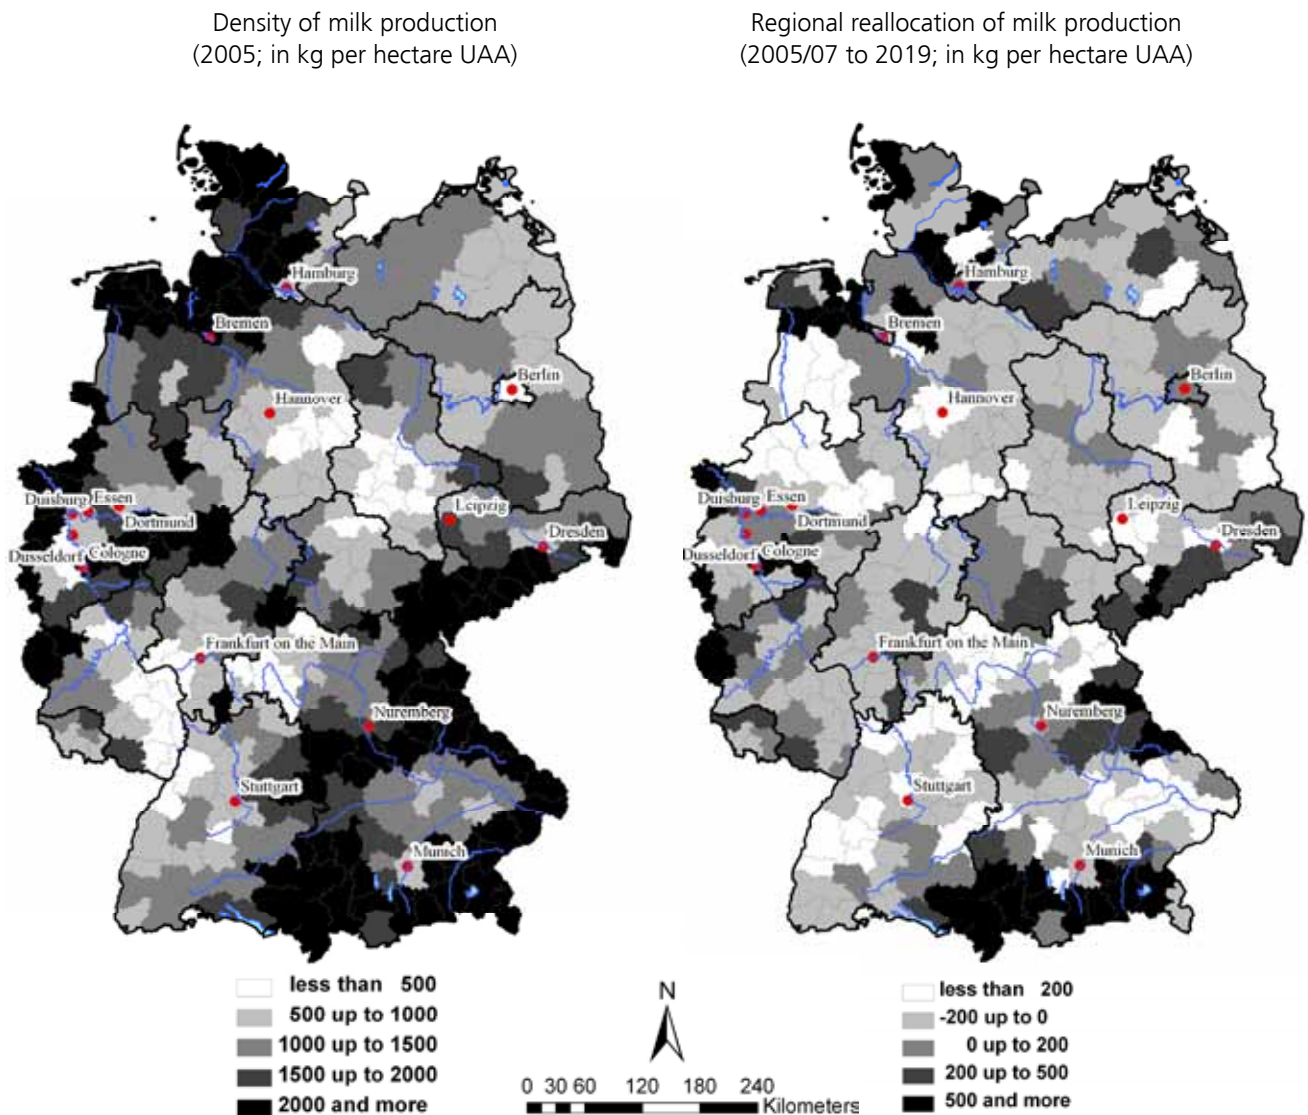 Density of milk production
(2005; in kg per hectare UAA)
Regional reallocation of milk production
(2005/07 to 2019; in kg per hectare UAA)
Hamburg
Bremen
Berlin
Hannover
Duisburg Essen
Dortmund
Leipzig
Dusseldorf Cologne
Dresden
Frankfurt on the Main
Nuremberg
Stuttgart
Munich
Hamburg
Bremen
Berlin
Hannover
Duisburg Essen
Dortmund
Leipzig
Dusseldorf Cologne
Dresden
Frankfurt on the Main
Nuremberg
Stuttgart
Munich
less than 500
500 up to 1000
1000 up to 1500
1500 up to 2000
2000 and more
N
0 30 60 120 180 240
Kilometers
less than 200
-200 up to 0
0 up to 200
200 up to 500
500 and more